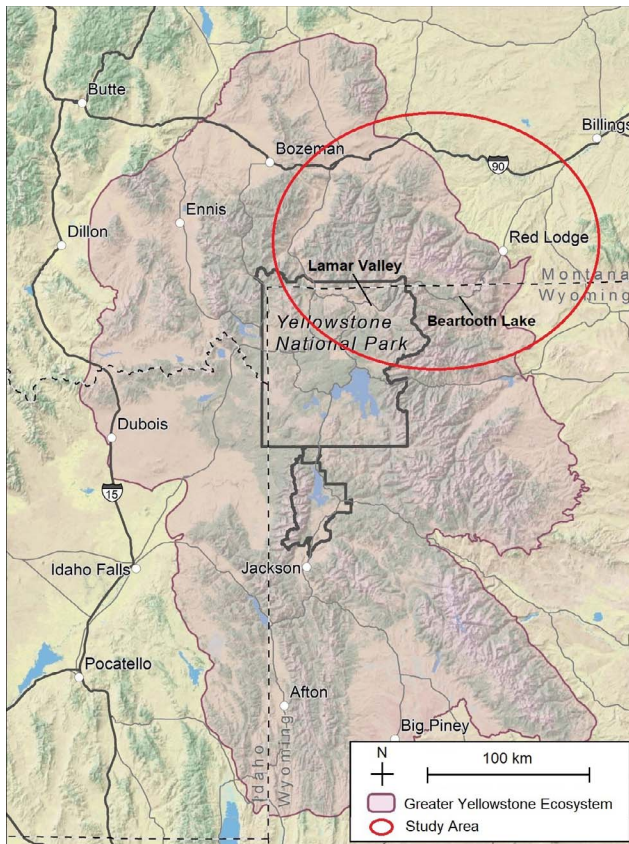 Butte
Billings
Bozeman
90
Ennis
Dillon
Red Lodge
Lamar Valley
Montana
Wyoming
Beartooth Lake
Yellowstone
National Park
Dubois
15
Idaho Falls
Jackson
Pocatello
Afton
Big Piney
Idaho
Wyoming
N
100 km
Greater Yellowstone Ecosystem
Study Area